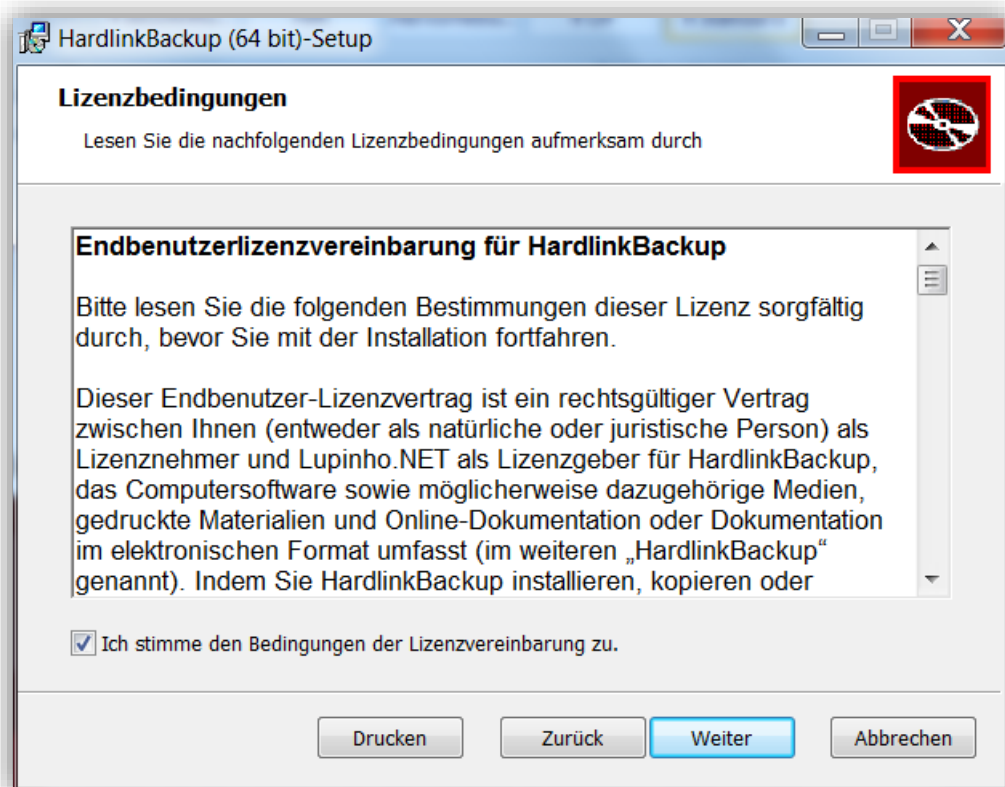 HardlinkBackup (64 bit)-Setup
Lizenzbedingungen
Lesen Sie die nachfolgenden Lizenzbedingungen aufmerksam durch
Endbenutzerlizenzvereinbarung für HardlinkBackup
Bitte lesen Sie die folgenden Bestimmungen dieser Lizenz sorgfältig
durch, bevor Sie mit der Installation fortfahren.
Dieser Endbenutzer-Lizenzvertrag ist ein rechtsgültiger Vertrag
zwischen Ihnen (entweder als natürliche oder juristische Person) als
Lizenznehmer und Lupinho.NET als Lizenzgeber für HardlinkBackup,
das Computersoftware sowie möglicherweise dazugehörige Medien,
gedruckte Materialien und Online-Dokumentation oder Dokumentation
im elektronischen Format umfasst (im weiteren „HardlinkBackup“
genannt). Indem Sie HardlinkBackup installieren, kopieren oder
Ich stimme den Bedingungen der Lizenzvereinbarung zu.
Drucken Zurück Weiter Abbrechen